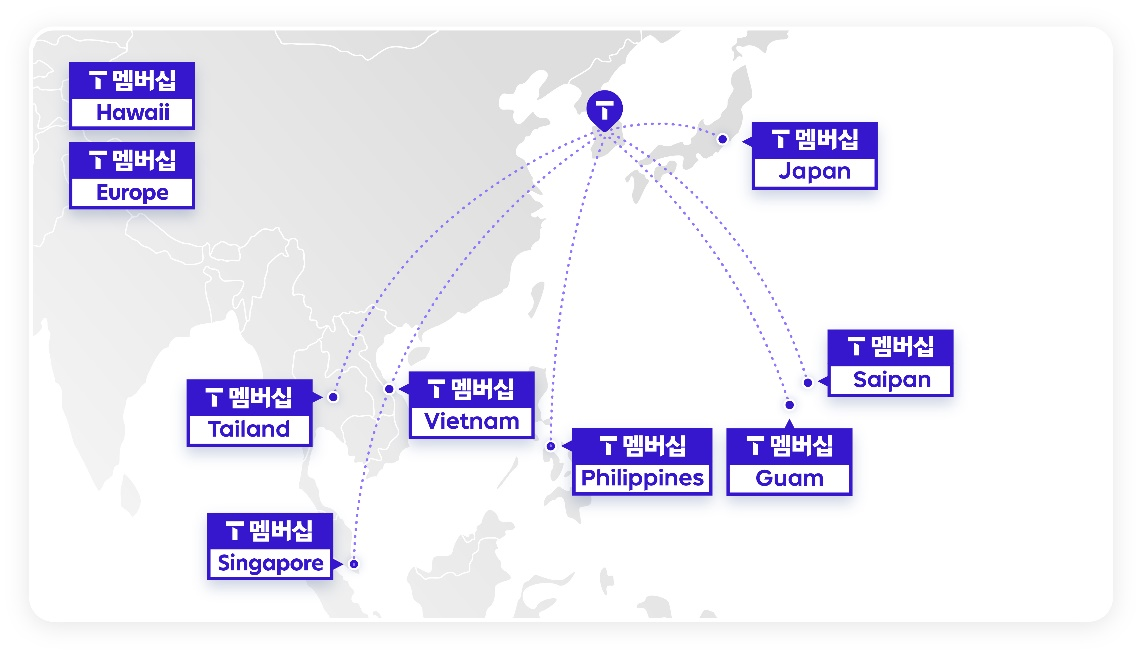 T 멤버십
Hawaii
T 멤버십
Europe
T
T 멤버십
Japan
T 멤버십
Saipan
T 멤버십
Tailand
T 멤버십
Vietnam
T 멤버십
Philippines
T 멤버십
Guam
T 멤버십
Singapore